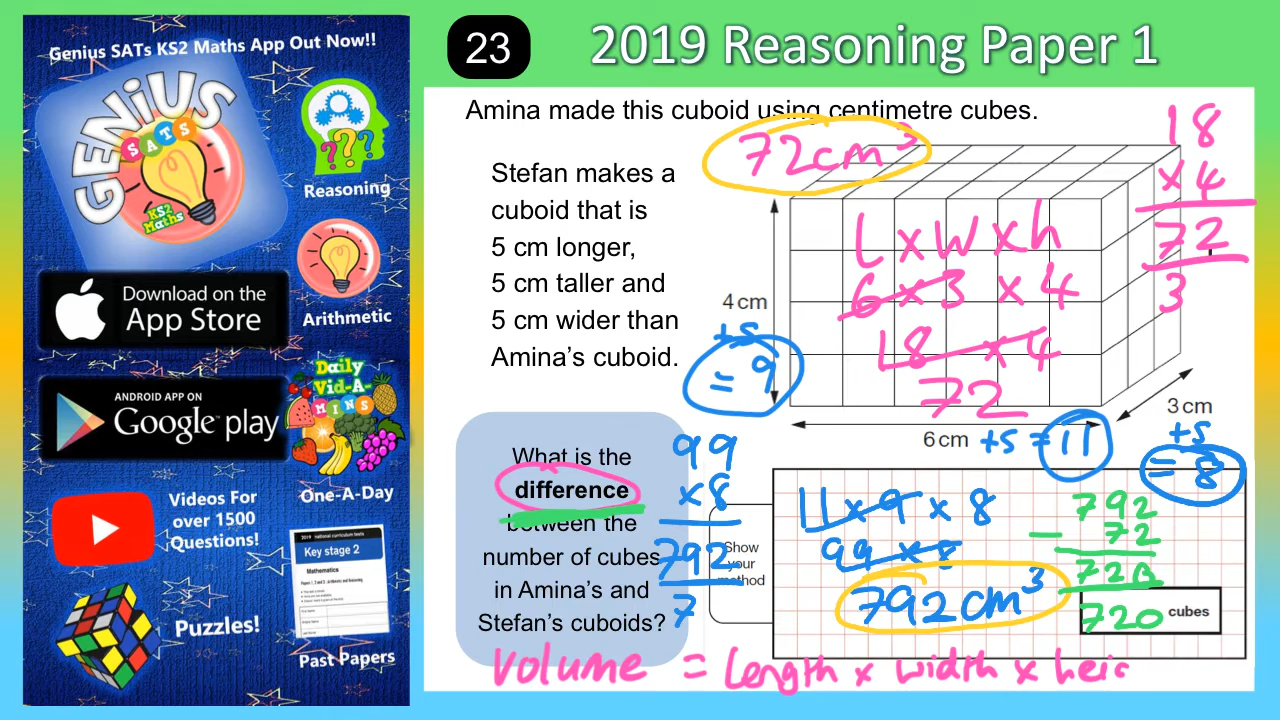 Genius SATs KS2 Maths App Out Now!!
GENiUS
SATS
KS2
Maths
Reasoning
Arithmetic
Download on the
App Store
ANDROID APP ON
Google play
Daily
Vid-A-
MINS
One-A-Day
Videos For
over 1500
Questions!
Puzzles!
2019 national curriculum tests
Key stage 2
Mathematics
Past Papers
23
2019 Reasoning Paper 1
Amina made this cuboid using centimetre cubes.
72cm³
Stefan makes a
cuboid that is
5 cm longer,
5 cm taller and
5 cm wider than
Amina's cuboid.
18
×4
72
3
L × W × h
6 × 3 × 4
18 × 4
72
4 cm
+5
= 9
6 cm +5 = 11
3 cm
+5
= 8
What is the
difference
between the
number of cubes
in Amina's and
Stefan's cuboids?
99
×8
792
7
Show
your
method
11 × 9 × 8
99 × 8
792cm³
792
− 72
720
720 cubes
Volume = Length × width × heig